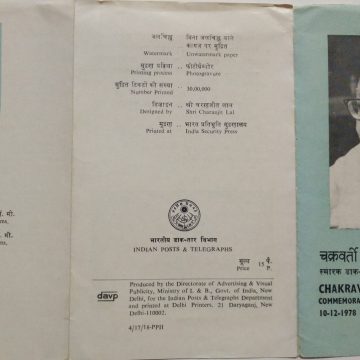 जलचिह्न .. बिना जलचिह्न वाले
कागज पर मुद्रित
Watermark Unwatermark paper
मुद्रण प्रक्रिया .. फोटोग्रेव्योर
Printing process Photogravure
मुद्रित टिकटों की संख्या .. 30,00,000
Number Printed
डिजाइन .. श्री चरनजीत लाल
Designed by Shri Charanjit Lal
मुद्रण .. भारत प्रतिभूति मुद्रणालय
Printed at India Security Press
भारतीय डाक-तार विभाग
INDIAN POSTS & TELEGRAPHS
मूल्य 15 पै.
Price P.
davp
Produced by the Directorate of Advertising & Visual
Publicity, Ministry of I. & B., Govt. of India, New
Delhi, for the Indian Posts & Telegraphs Department
and printed at Delhi Printers, 21 Daryaganj, New
Delhi-110002.
4/17/78-PPII
मी.
मी.
चक्रवर्ती
स्मारक डाक-
CHAKRAV
COMMEMORA
10-12-1978